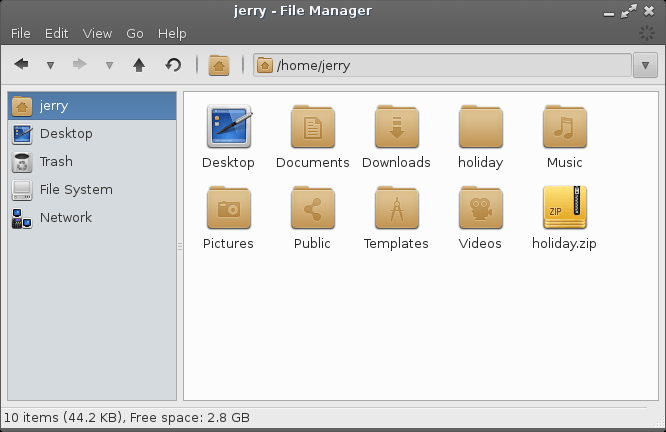 jerry - File Manager
File Edit View Go Help
/home/jerry
jerry
Desktop
Trash
File System
Network
Desktop Documents Downloads holiday Music
Pictures Public Templates Videos holiday.zip
ZIP
10 items (44.2 KB), Free space: 2.8 GB